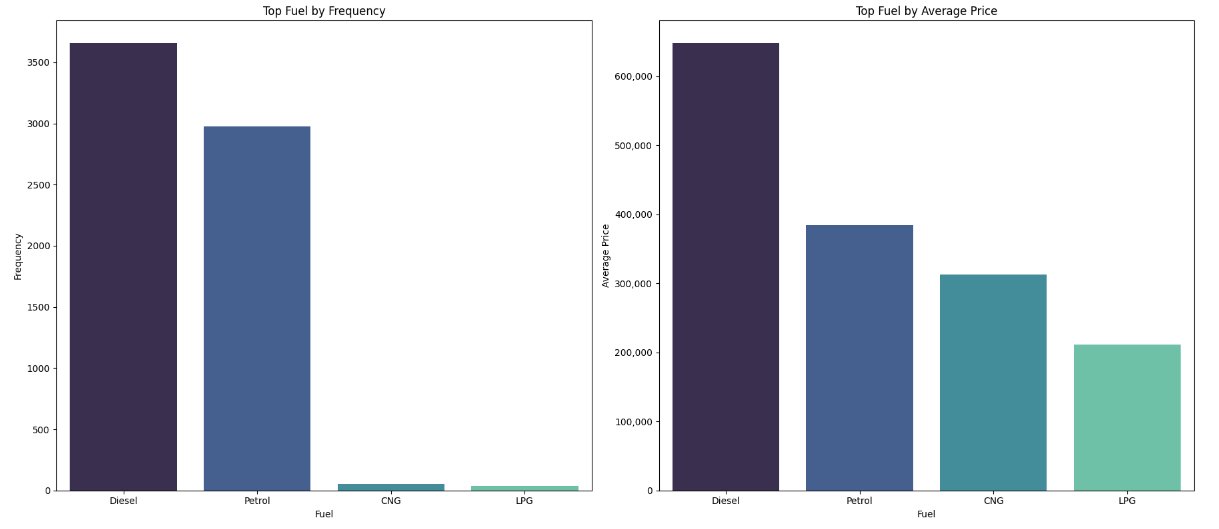 Top Fuel by Frequency
Frequency
3500
3000
2500
2000
1500
1000
500
0
Diesel Petrol CNG LPG
Fuel
Top Fuel by Average Price
Average Price
600,000
500,000
400,000
300,000
200,000
100,000
0
Diesel Petrol CNG LPG
Fuel